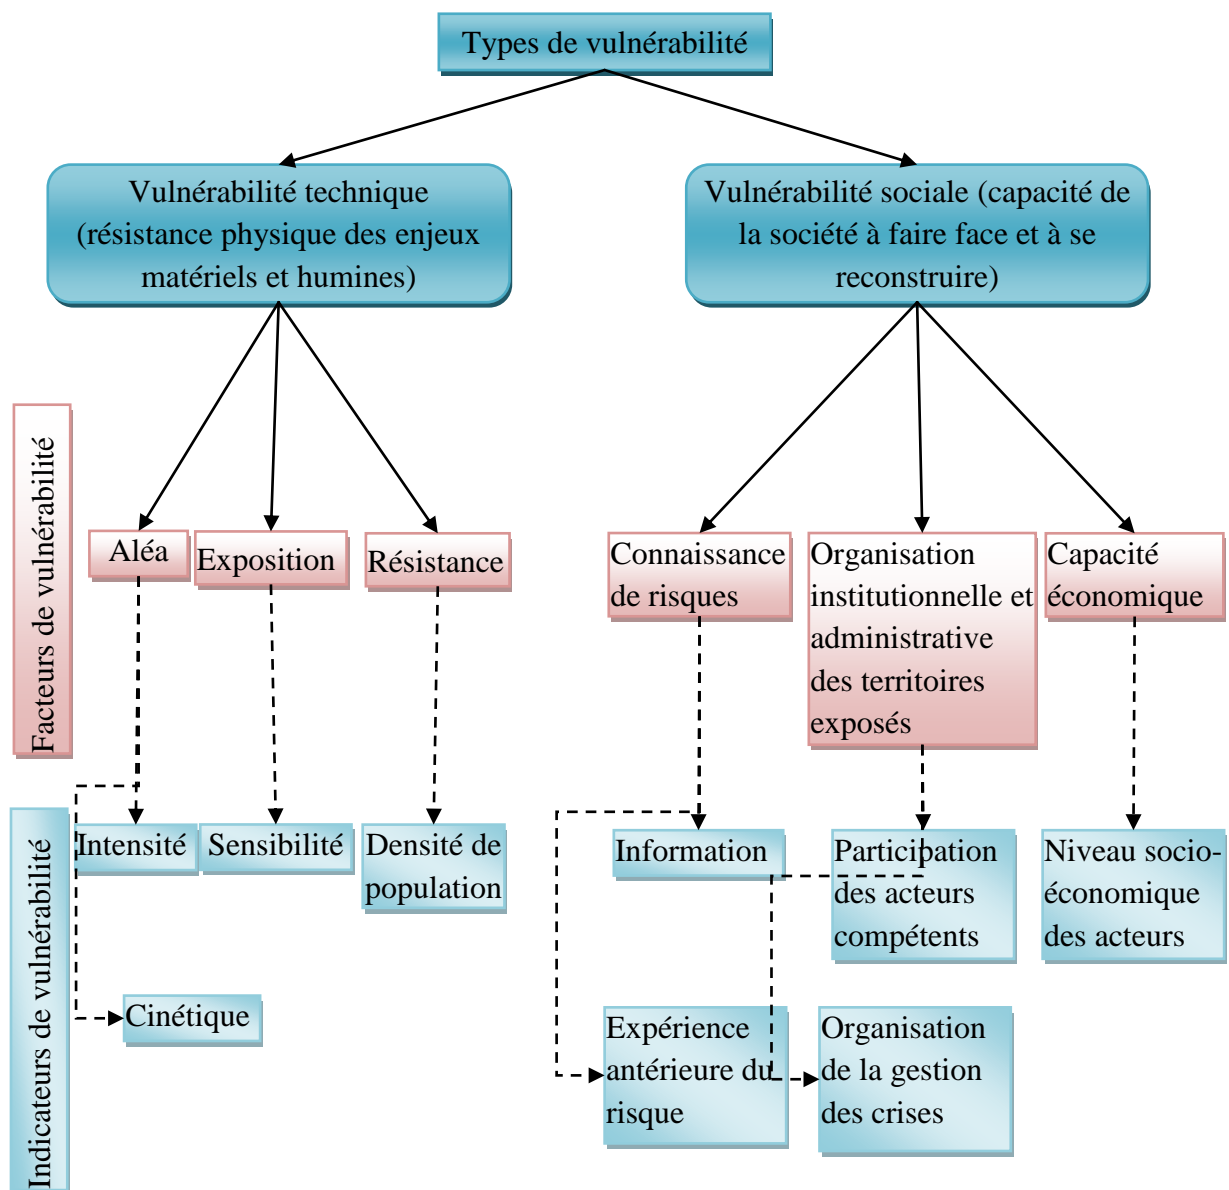 Types de vulnérabilité
Vulnérabilité technique
(résistance physique des enjeux
matériels et humines)
Vulnérabilité sociale (capacité de
la société à faire face et à se
reconstruire)
Facteurs de vulnérabilité
Aléa
Exposition
Résistance
Connaissance
de risques
Organisation
institutionnelle et
administrative
des territoires
exposés
Capacité
économique
Indicateurs de vulnérabilité
Intensité
Sensibilité
Densité de
population
Information
Participation
des acteurs
compétents
Niveau socio-
économique
des acteurs
Cinétique
Expérience
antérieure du
risque
Organisation
de la gestion
des crises